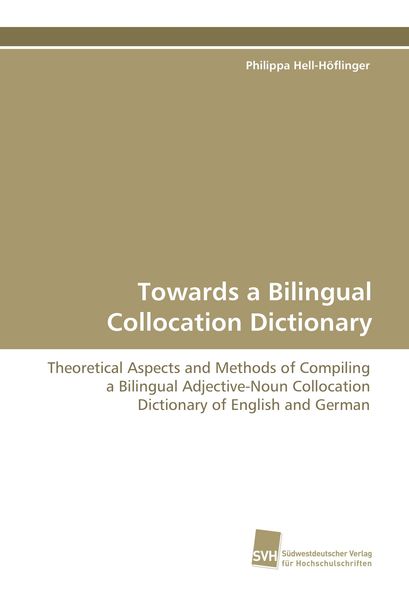 Philippa Hell-Höflinger
Towards a Bilingual
Collocation Dictionary
Theoretical Aspects and Methods of Compiling
a Bilingual Adjective-Noun Collocation
Dictionary of English and German
SVH
Südwestdeutscher Verlag
für Hochschulschriften